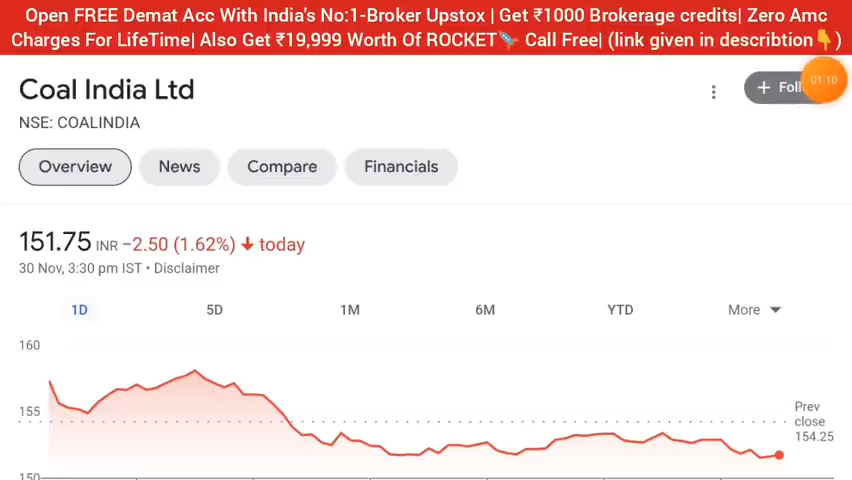 Open FREE Demat Acc With India's No:1-Broker Upstox | Get ₹1000 Brokerage credits| Zero Amc
Charges For LifeTime| Also Get ₹19,999 Worth Of ROCKET🚀 Call Free| (link given in describtion👇)
Coal India Ltd
+ Foll
01:10
NSE: COALINDIA
Overview
News
Compare
Financials
151.75 INR −2.50 (1.62%) ↓ today
30 Nov, 3:30 pm IST • Disclaimer
1D
5D
1M
6M
YTD
More
160
155
150
Prev
close
154.25